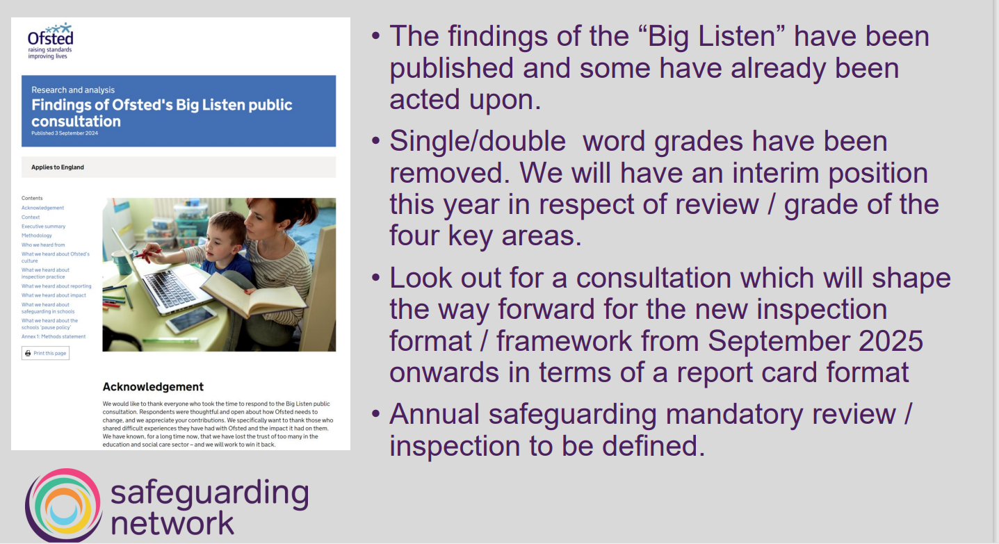 Ofsted
raising standards
improving lives
Research and analysis
Findings of Ofsted's Big Listen public
consultation
Published 3 September 2024
Applies to England
Contents
Acknowledgement
Context
Executive summary
Methodology
Who we heard from
What we heard about Ofsted's
culture
What we heard about
inspection practice
What we heard about reporting
What we heard about impact
What we heard about
safeguarding in schools
What we heard about the
schools 'pause policy'
Annex 1: Methods statement
Print this page
Acknowledgement
We would like to thank everyone who took the time to respond to the Big Listen public
consultation. Respondents were thoughtful and open about how Ofsted needs to
change, and we appreciate your contributions. We specifically want to thank those who
shared difficult experiences they have had with Ofsted and the impact it had on them.
We have known, for a long time now, that we have lost the trust of too many in the
education and social care sector – and we will work to win it back.
• The findings of the “Big Listen” have been
published and some have already been
acted upon.
• Single/double  word grades have been
removed. We will have an interim position
this year in respect of review / grade of the
four key areas.
• Look out for a consultation which will shape
the way forward for the new inspection
format / framework from September 2025
onwards in terms of a report card format
• Annual safeguarding mandatory review /
inspection to be defined.
safeguarding
network